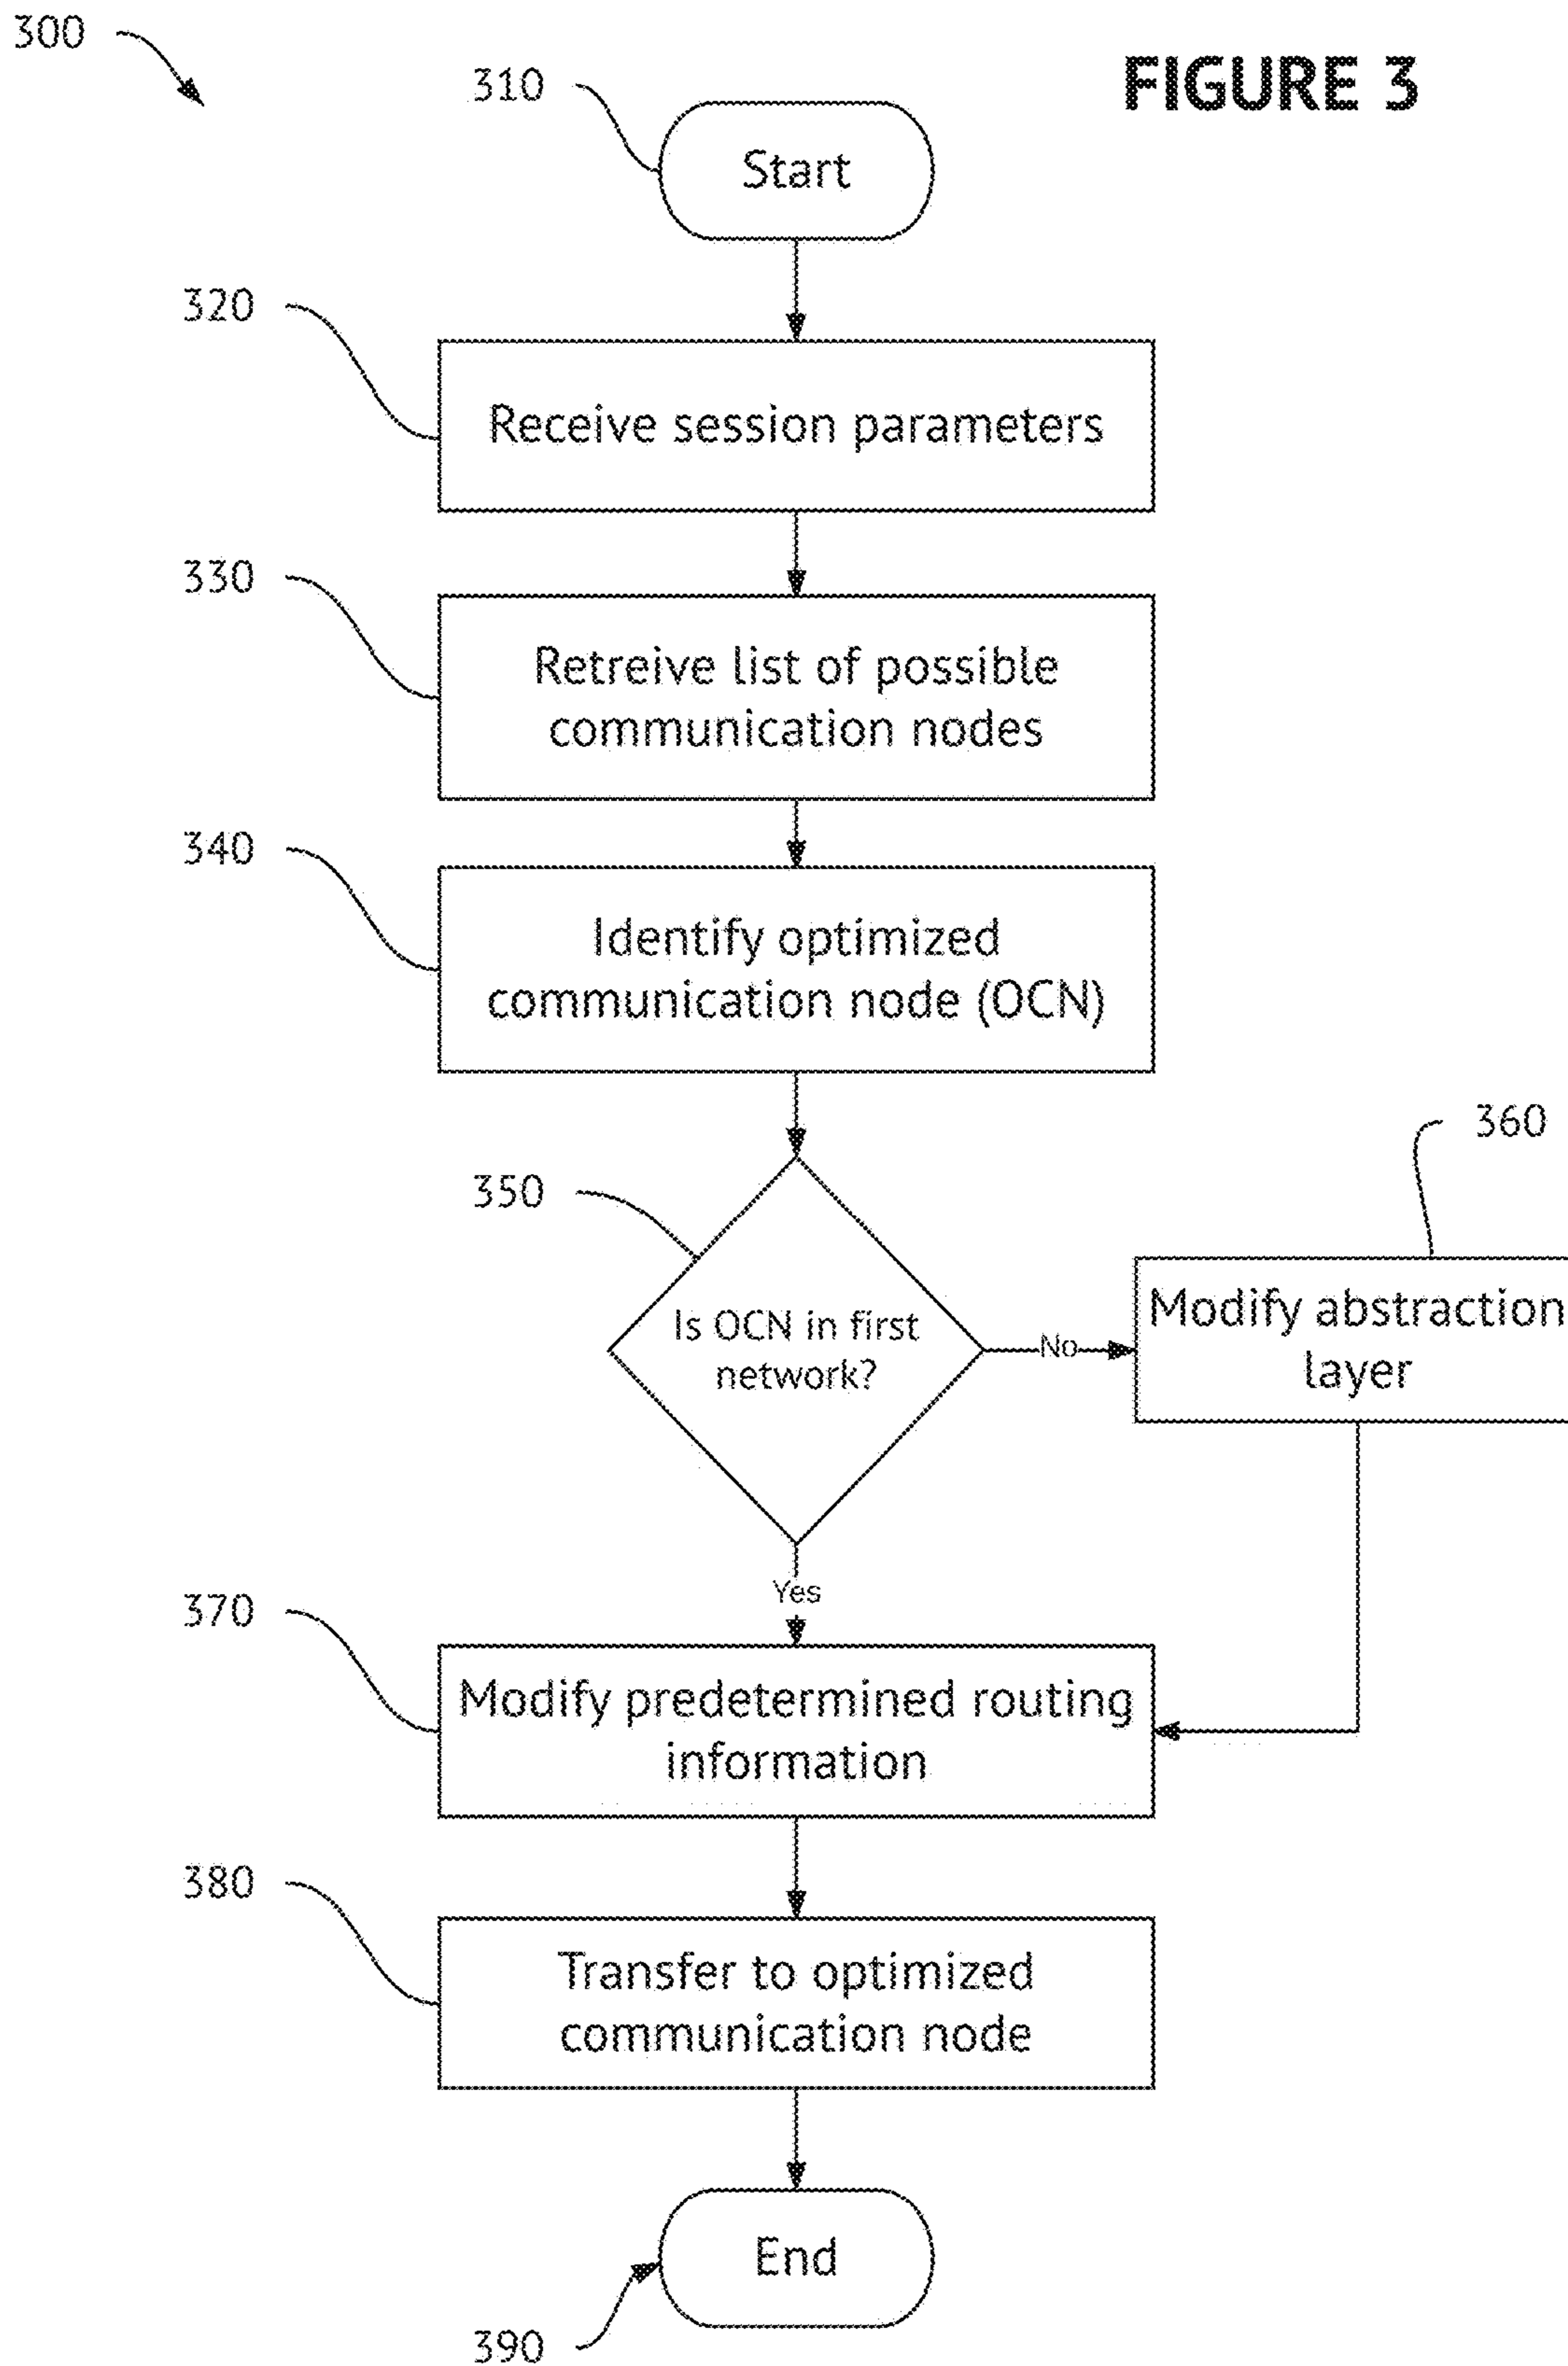 300
FIGURE 3
310
Start
320
Receive session parameters
330
Retreive list of possible
communication nodes
340
Identify optimized
communication node (OCN)
350
Is OCN in first
network?
No
360
Modify abstraction
layer
Yes
370
Modify predetermined routing
information
380
Transfer to optimized
communication node
End
390